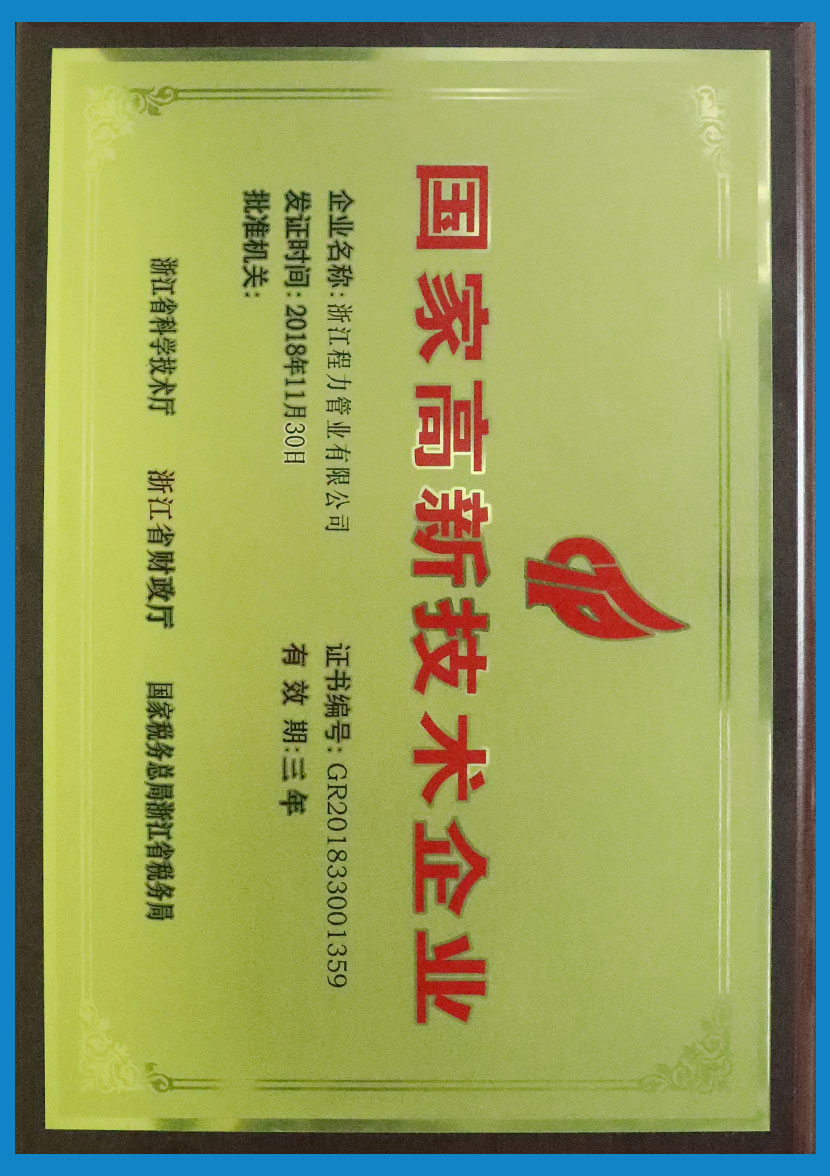 国家高新技术企业
企业名称：浙江程力管业有限公司 证书编号：GR201833001359
发证时间：2018年11月30日 有效期：三年
批准机关：
浙江省科学技术厅 浙江省财政厅 国家税务总局浙江省税务局